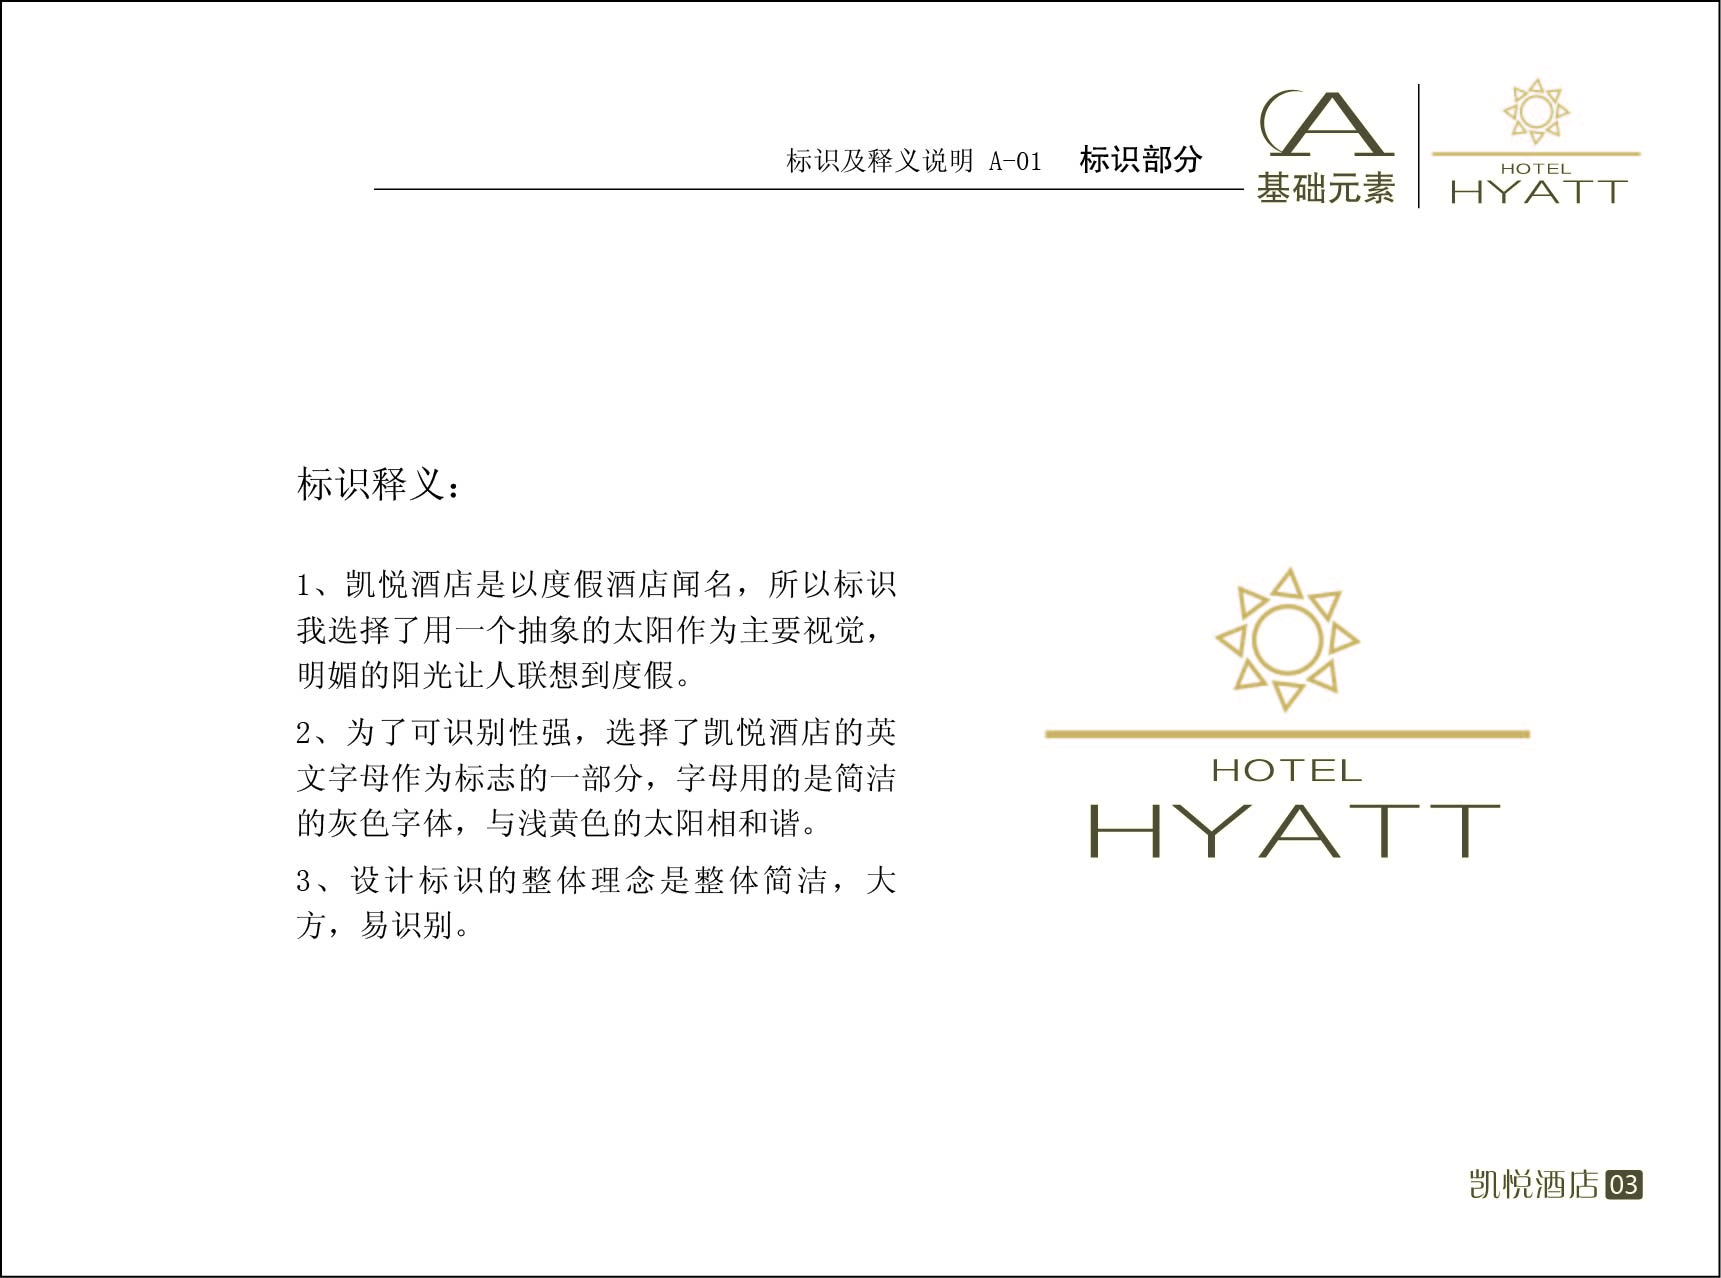 标识及释义说明 A-01 标识部分
A
基础元素
HOTEL
HYATT
标识释义：
1、凯悦酒店是以度假酒店闻名，所以标识
我选择了用一个抽象的太阳作为主要视觉，
明媚的阳光让人联想到度假。
2、为了可识别性强，选择了凯悦酒店的英
文字母作为标志的一部分，字母用的是简洁
的灰色字体，与浅黄色的太阳相和谐。
3、设计标识的整体理念是整体简洁，大
方，易识别。
HOTEL
HYATT
凯悦酒店 03